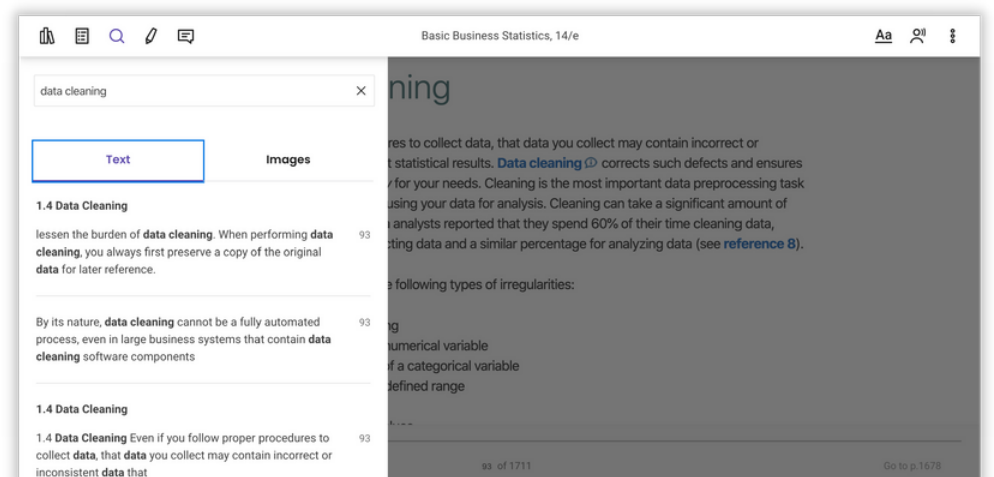 Basic Business Statistics, 14/e
Aa
data cleaning
Text
Images
1.4 Data Cleaning
lessen the burden of data cleaning. When performing data
93
cleaning, you always first preserve a copy of the original
data for later reference.
By its nature, data cleaning cannot be a fully automated
93
process, even in large business systems that contain data
cleaning software components
1.4 Data Cleaning
1.4 Data Cleaning Even if you follow proper procedures to
93
collect data, that data you collect may contain incorrect or
inconsistent data that
ning
res to collect data, that data you collect may contain incorrect or
t statistical results. Data cleaning corrects such defects and ensures
for your needs. Cleaning is the most important data preprocessing task
using your data for analysis. Cleaning can take a significant amount of
analysts reported that they spend 60% of their time cleaning data,
cting data and a similar percentage for analyzing data (see reference 8).
following types of irregularities:
ng
numerical variable
of a categorical variable
defined range
93 of 1711
Go to p.1678